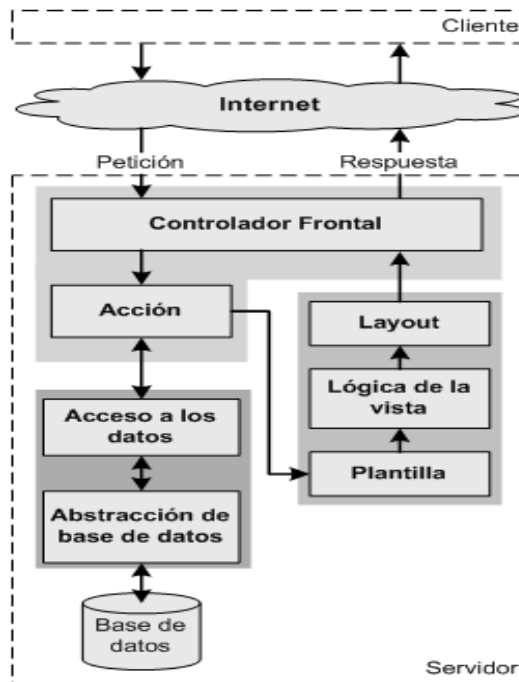 Cliente
Internet
Petición
Respuesta
Controlador Frontal
Acción
Layout
Lógica de la
vista
Plantilla
Acceso a los
datos
Abstracción de
base de datos
Base de
datos
Servidor